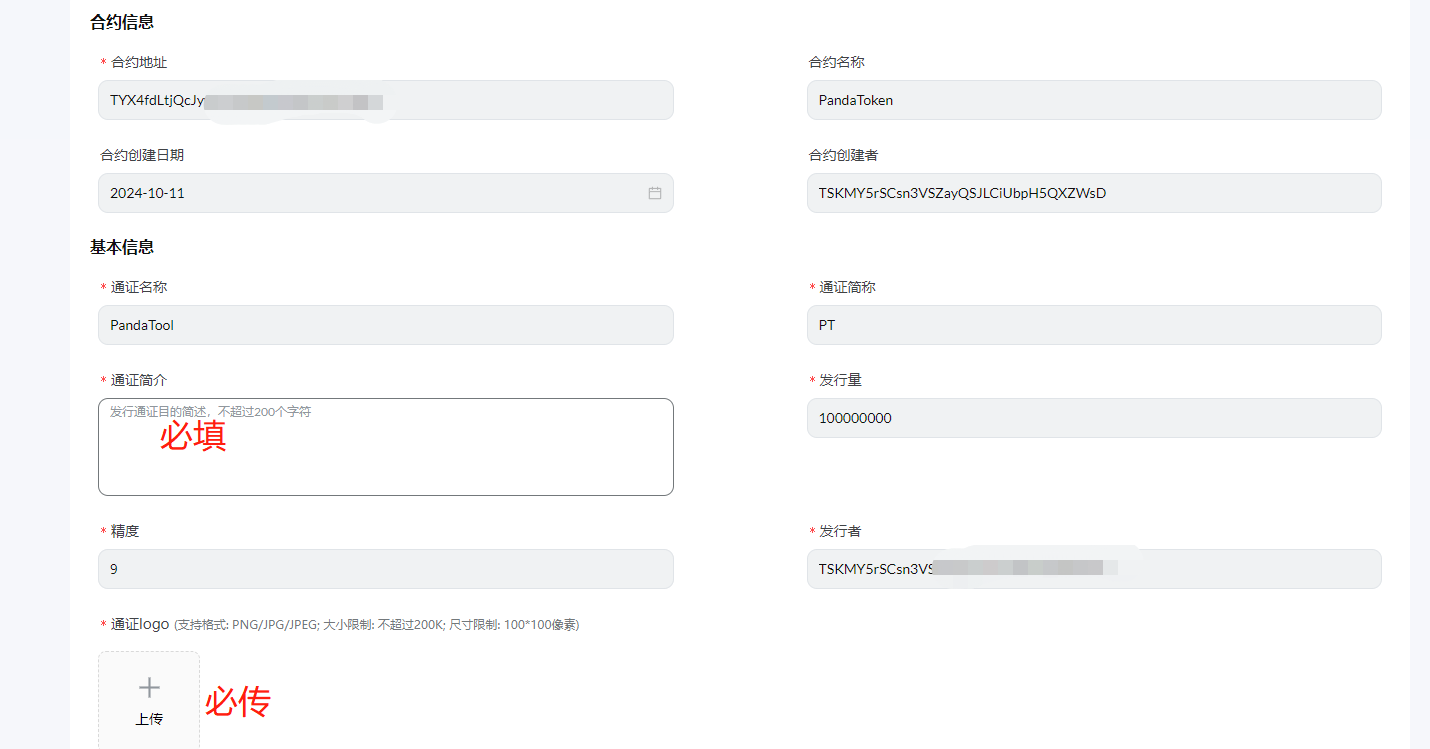 合约信息
* 合约地址
合约名称
TYX4fdLtjQcJy
PandaToken
合约创建日期
合约创建者
2024-10-11
TSKMY5rSCsn3VSZayQSJLCiUbpH5QXZWsD
基本信息
* 通证名称
* 通证简称
PandaTool
PT
* 通证简介
* 发行量
发行通证目的简述，不超过200个字符
必填
100000000
* 精度
* 发行者
9
TSKMY5rSCsn3VS
* 通证logo (支持格式: PNG/JPG/JPEG; 大小限制: 不超过200K; 尺寸限制: 100*100像素)
上传
必传